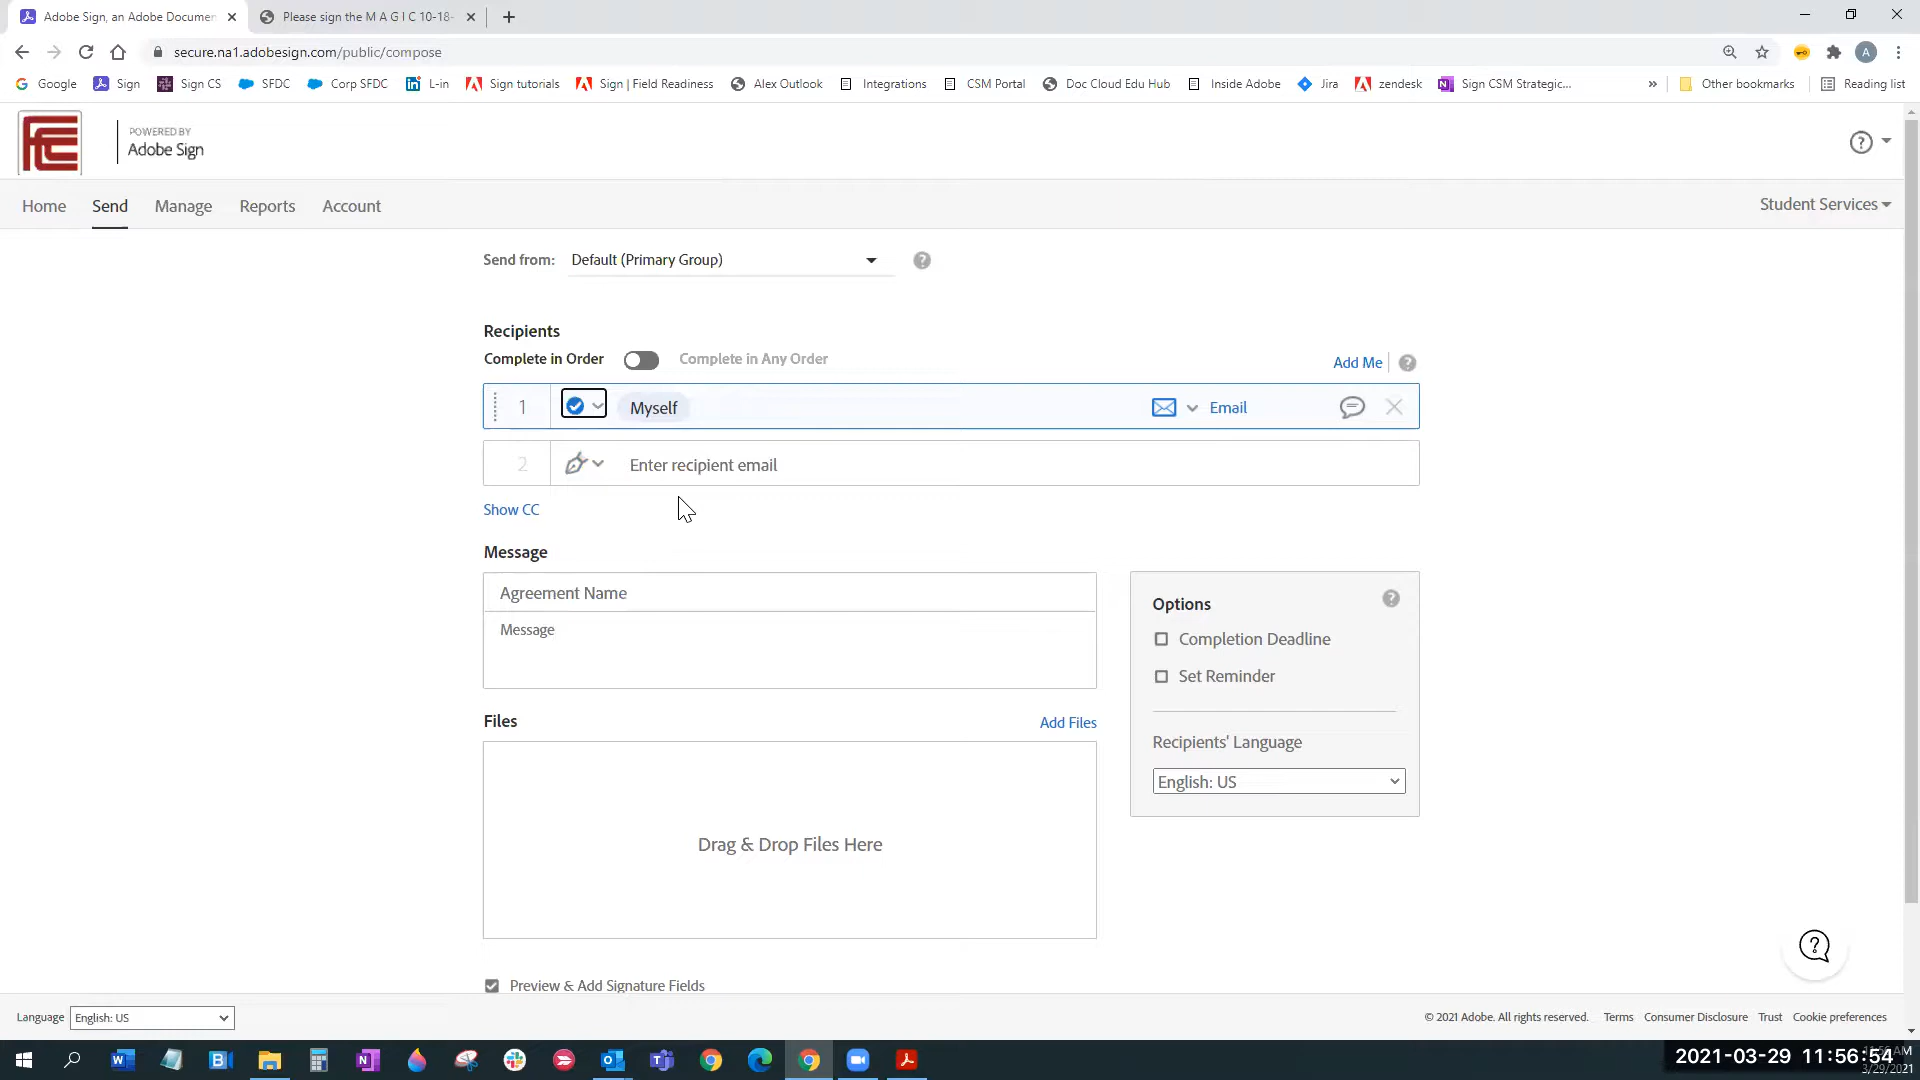 Adobe Sign, an Adobe Documen
Please sign the M A G I C 10-18-
secure.na1.adobesign.com/public/compose
A
Google
Sign
Sign CS
SFDC
Corp SFDC
L-in
Sign tutorials
Sign | Field Readiness
Alex Outlook
Integrations
CSM Portal
Doc Cloud Edu Hub
Inside Adobe
Jira
zendesk
Sign CSM Strategic...
»
Other bookmarks
Reading list
POWERED BY
Adobe Sign
Home
Send
Manage
Reports
Account
Student Services
Send from:
Default (Primary Group)
Recipients
Complete in Order
Complete in Any Order
Add Me
1
Myself
Email
2
Enter recipient email
Show CC
Message
Agreement Name
Message
Options
Completion Deadline
Set Reminder
Recipients' Language
English: US
Files
Add Files
Drag & Drop Files Here
Preview & Add Signature Fields
Language
English: US
© 2021 Adobe. All rights reserved.
Terms
Consumer Disclosure
Trust
Cookie preferences
2021-03-29 11:56:54
3/29/2021